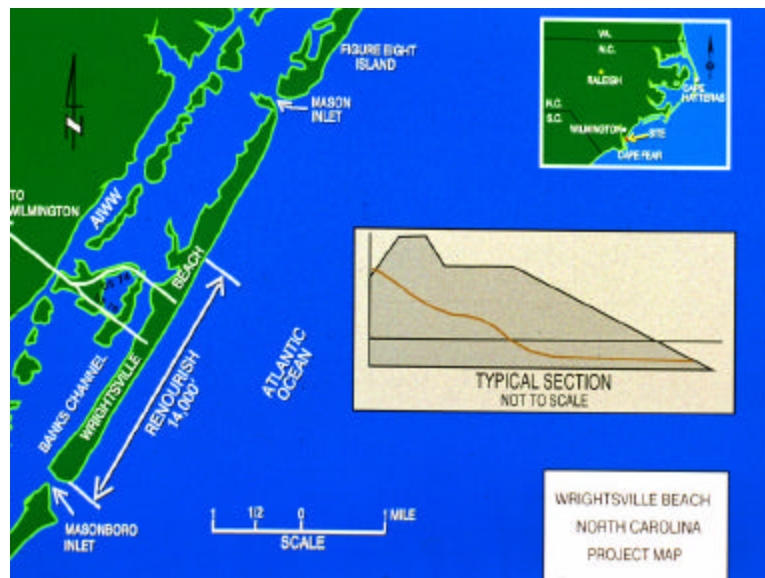 FIGURE EIGHT
ISLAND
MASON
INLET
N
TO
WILMINGTON
AIWW
BEACH
WRIGHTSVILLE
BANKS CHANNEL
RENOURISH
14,000'
ATLANTIC
OCEAN
MASONBORO
INLET
1 1/2 0 1 MILE
SCALE
VA.
N.C.
RALEIGH
CAPE
HATTERAS
N.C.
S.C.
WILMINGTON
SITE
CAPE FEAR
TYPICAL SECTION
NOT TO SCALE
WRIGHTSVILLE BEACH
NORTH CAROLINA
PROJECT MAP